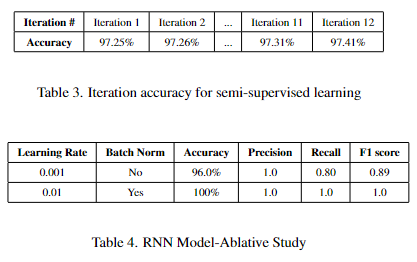 Iteration # Iteration 1 Iteration 2 ... Iteration 11 Iteration 12
Accuracy 97.25% 97.26% ... 97.31% 97.41%
Table 3. Iteration accuracy for semi-supervised learning
Learning Rate Batch Norm Accuracy Precision Recall F1 score
0.001 No 96.0% 1.0 0.80 0.89
0.01 Yes 100% 1.0 1.0 1.0
Table 4. RNN Model-Ablative Study